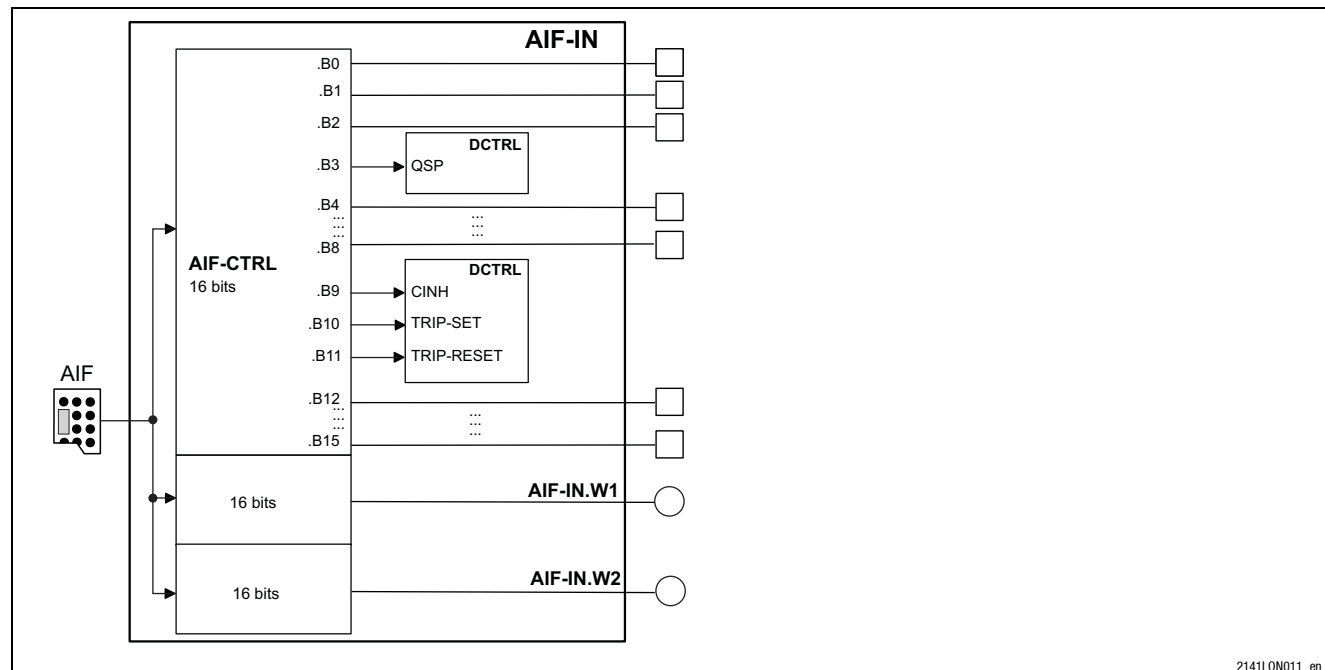 AIF-IN
.B0
.B1
.B2
DCTRL
.B3
QSP
.B4
...
...
...
...
.B8
DCTRL
AIF-CTRL
16 bits
.B9
CINH
.B10
TRIP-SET
.B11
TRIP-RESET
AIF
.B12
...
...
...
...
.B15
AIF-IN.W1
16 bits
AIF-IN.W2
16 bits
2141LON011_en